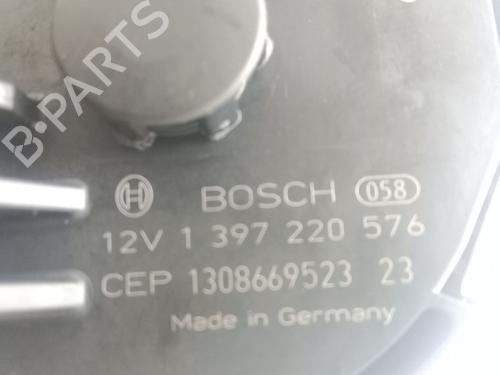 B-PARTS
BOSCH 058
12V 1 397 220 576
CEP 1308669523 23
Made in Germany